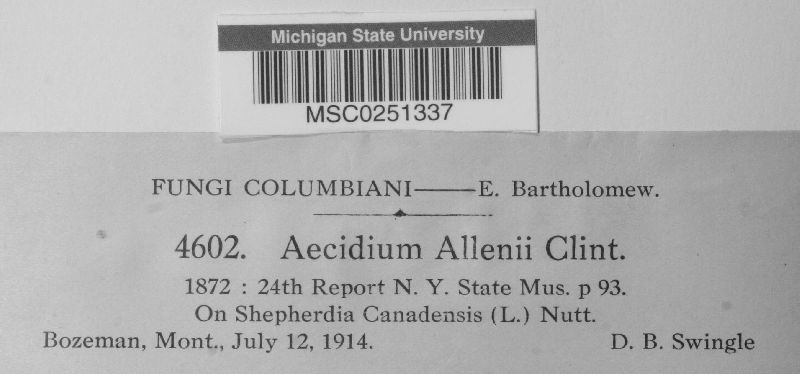 Michigan State University
MSC0251337
FUNGI COLUMBIANI——E. Bartholomew.
4602. Aecidium Allenii Clint.
1872 : 24th Report N. Y. State Mus. p 93.
On Shepherdia Canadensis (L.) Nutt.
Bozeman, Mont., July 12, 1914. D. B. Swingle